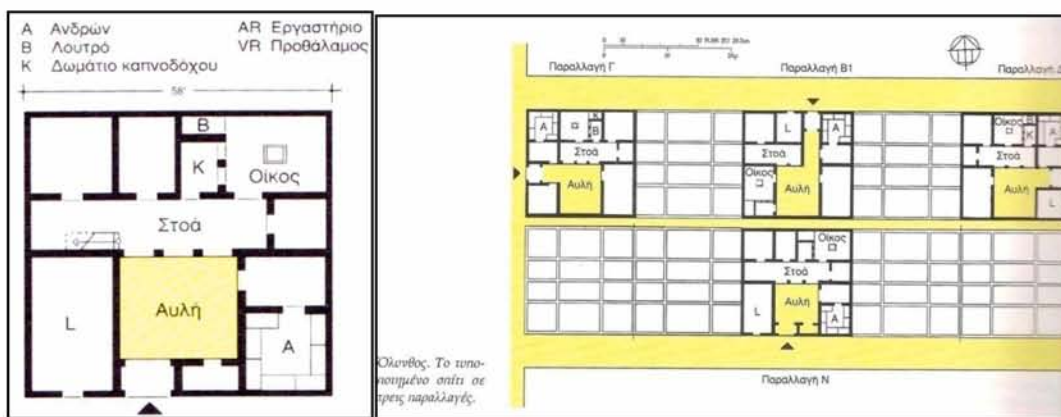 A Ανδρών
AR Εργαστήριο
B Λουτρό
VR Προθάλαμος
K Δωμάτιο καπνοδόχου
58'
B
K
Οίκος
Στοά
L
Αυλή
A
Παραλλαγή Γ
Παραλλαγή Β1
A
K
B
Στοά
Αυλή
L
A
Στοά
Οίκος
Αυλή
Οίκος
B
K
A
Στοά
Αυλή
L
Οίκος
Στοά
L
Αυλή
A
Παραλλαγή Ν
Όλυνθος. Το τυπο-
ποιημένο σπίτι σε
τρεις παραλλαγές.